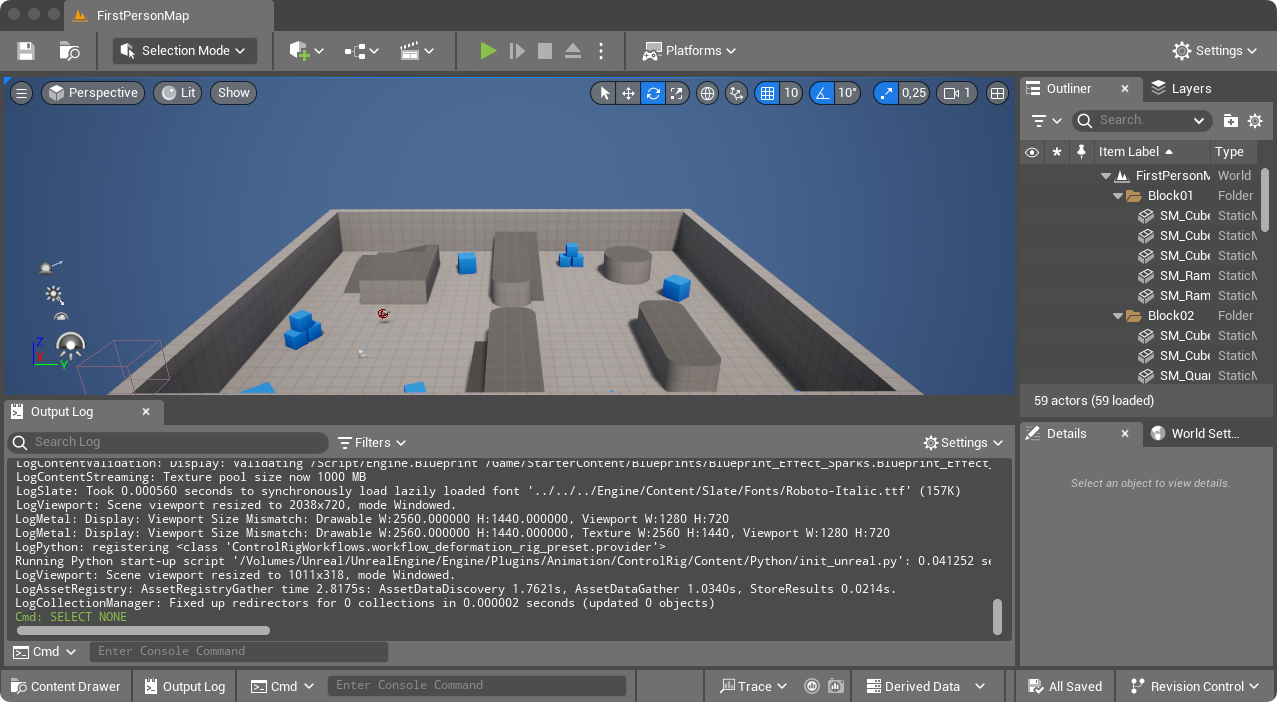 FirstPersonMap
Selection Mode
Platforms
Settings
Perspective
Lit
Show
10
10°
0,25
1
Z
X
Y
Outliner
Layers
Search.
Item Label
Type
FirstPersonM World
Block01 Folder
SM_Cube StaticM
SM_Cube StaticM
SM_Cube StaticM
SM_Ram StaticM
SM_Ram StaticM
Block02 Folder
SM_Cube StaticM
SM_Cube StaticM
SM_Quar StaticM
59 actors (59 loaded)
Details
World Sett...
Select an object to view details.
Output Log
Search Log
Filters
Settings
LogContentValidation: Display: Validating /Script/Engine.Blueprint /Game/StarterContent/Blueprints/Blueprint_Effect_Sparks.Blueprint_Effect_
LogContentStreaming: Texture pool size now 1000 MB
LogSlate: Took 0.000560 seconds to synchronously load lazily loaded font '../../../Engine/Content/Slate/Fonts/Roboto-Italic.ttf' (157K)
LogViewport: Scene viewport resized to 2038x720, mode Windowed.
LogMetal: Display: Viewport Size Mismatch: Drawable W:2560.000000 H:1440.000000, Viewport W:1280 H:720
LogMetal: Display: Viewport Size Mismatch: Drawable W:2560.000000 H:1440.000000, Texture W:2560 H:1440, Viewport W:1280 H:720
LogPython: registering <class 'ControlRigWorkflows.workflow_deformation_rig_preset.provider'>
Running Python start-up script '/Volumes/Unreal/UnrealEngine/Engine/Plugins/Animation/ControlRig/Content/Python/init_unreal.py': 0.041252 se
LogViewport: Scene viewport resized to 1011x318, mode Windowed.
LogAssetRegistry: AssetRegistryGather time 2.8175s: AssetDataDiscovery 1.7621s, AssetDataGather 1.0340s, StoreResults 0.0214s.
LogCollectionManager: Fixed up redirectors for 0 collections in 0.000002 seconds (updated 0 objects)
Cmd: SELECT NONE
Cmd
Enter Console Command
Content Drawer
Output Log
Cmd
Enter Console Command
Trace
Derived Data
All Saved
Revision Control